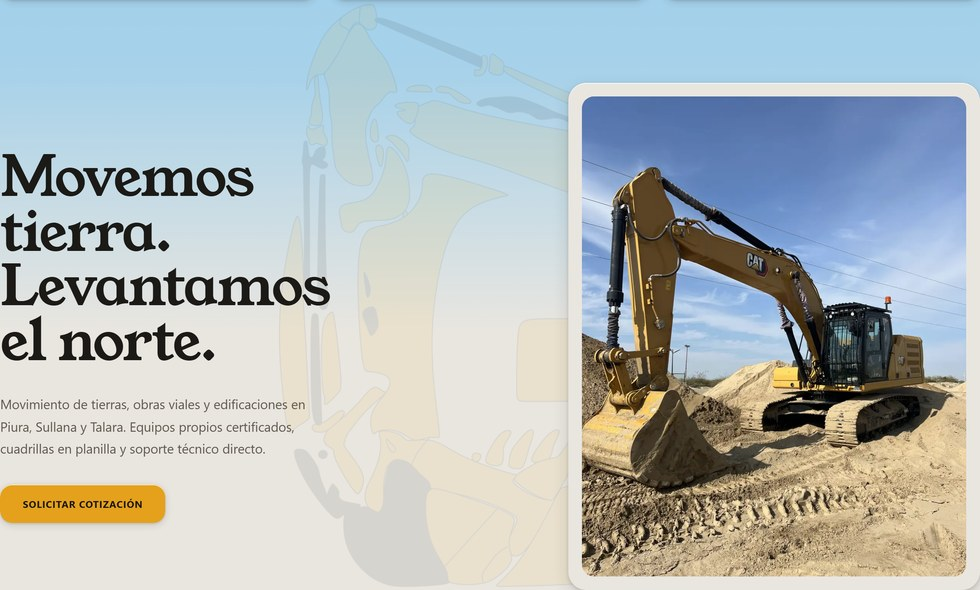 Movemos
tierra.
Levantamos
el norte.
Movimiento de tierras, obras viales y edificaciones en
Piura, Sullana y Talara. Equipos propios certificados,
cuadrillas en planilla y soporte técnico directo.
SOLICITAR COTIZACIÓN
CAT